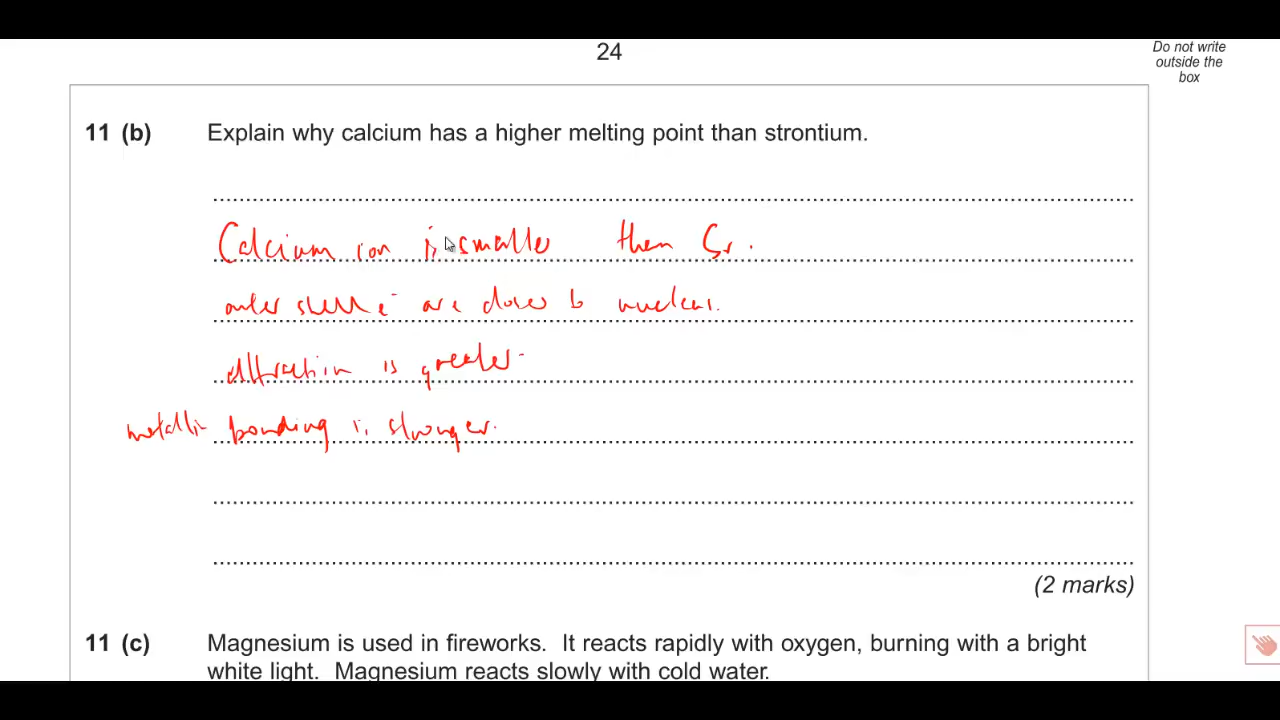 24
Do not write
outside the
box
11 (b) Explain why calcium has a higher melting point than strontium.
Calcium ion is smaller than Sr.
outer shell e⁻ are closer to nucleus.
attraction is greater.
metallic bonding is stronger.
(2 marks)
11 (c) Magnesium is used in fireworks. It reacts rapidly with oxygen, burning with a bright
white light. Magnesium reacts slowly with cold water.